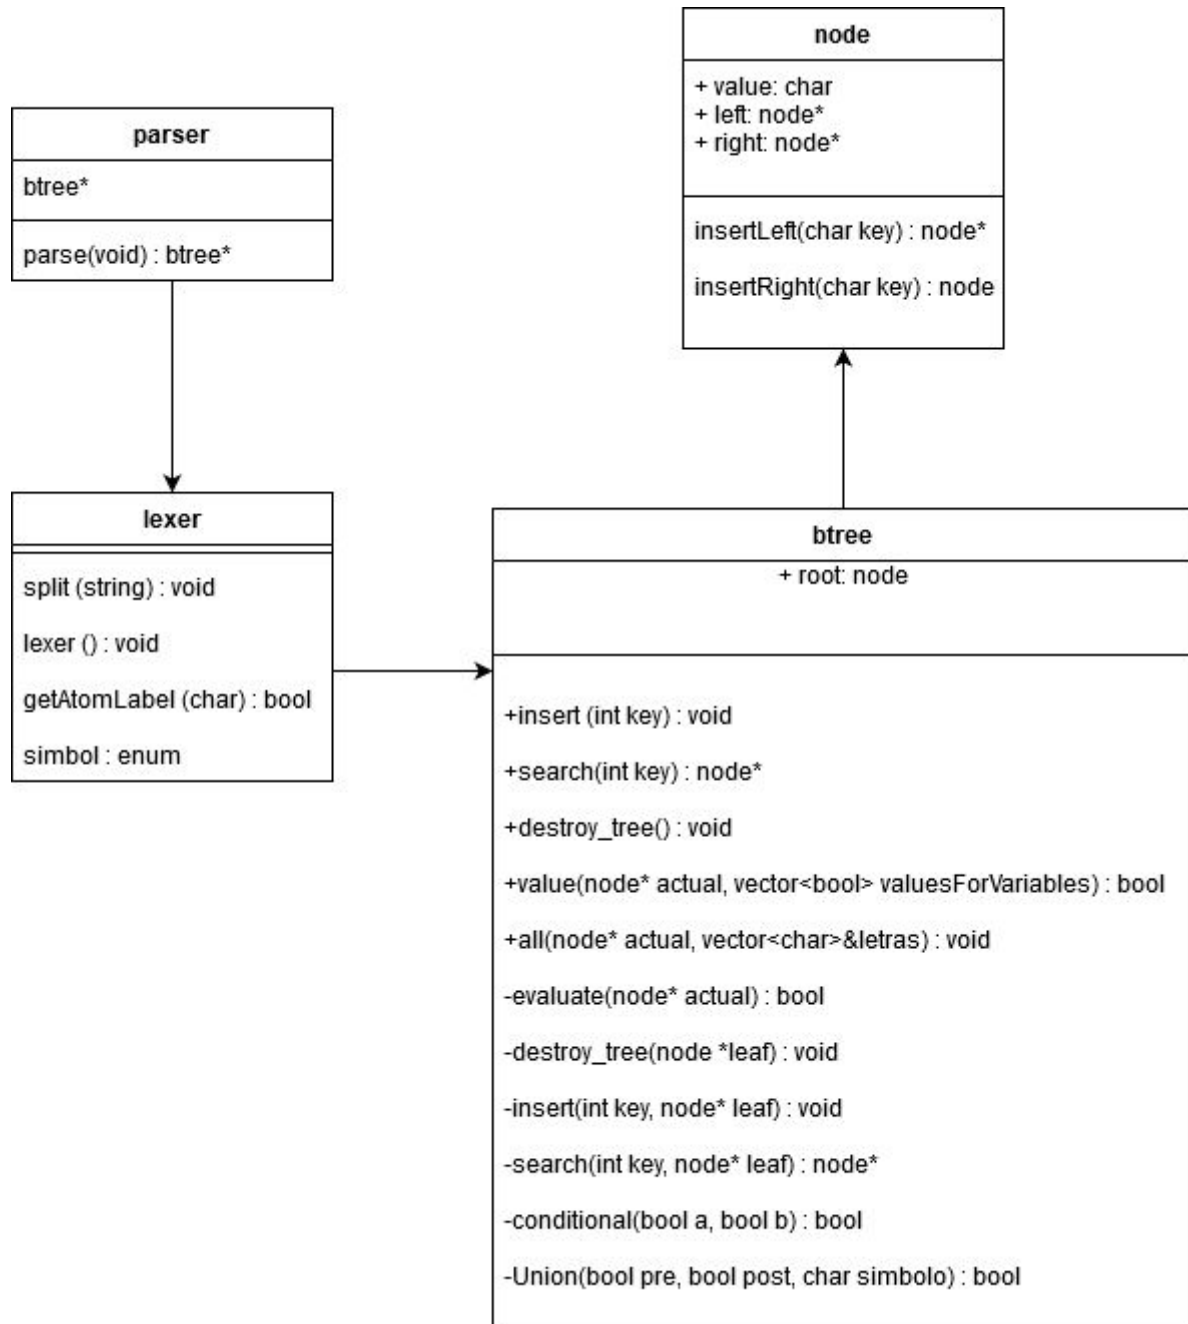 node
+ value: char
+ left: node*
+ right: node*
insertLeft(char key) : node*
insertRight(char key) : node
parser
btree*
parse(void) : btree*
lexer
split (string) : void
lexer () : void
getAtomLabel (char) : bool
simbol : enum
btree
+ root: node
+insert (int key) : void
+search(int key) : node*
+destroy_tree() : void
+value(node* actual, vector<bool> valuesForVariables) : bool
+all(node* actual, vector<char>&letras) : void
-evaluate(node* actual) : bool
-destroy_tree(node *leaf) : void
-insert(int key, node* leaf) : void
-search(int key, node* leaf) : node*
-conditional(bool a, bool b) : bool
-Union(bool pre, bool post, char simbolo) : bool